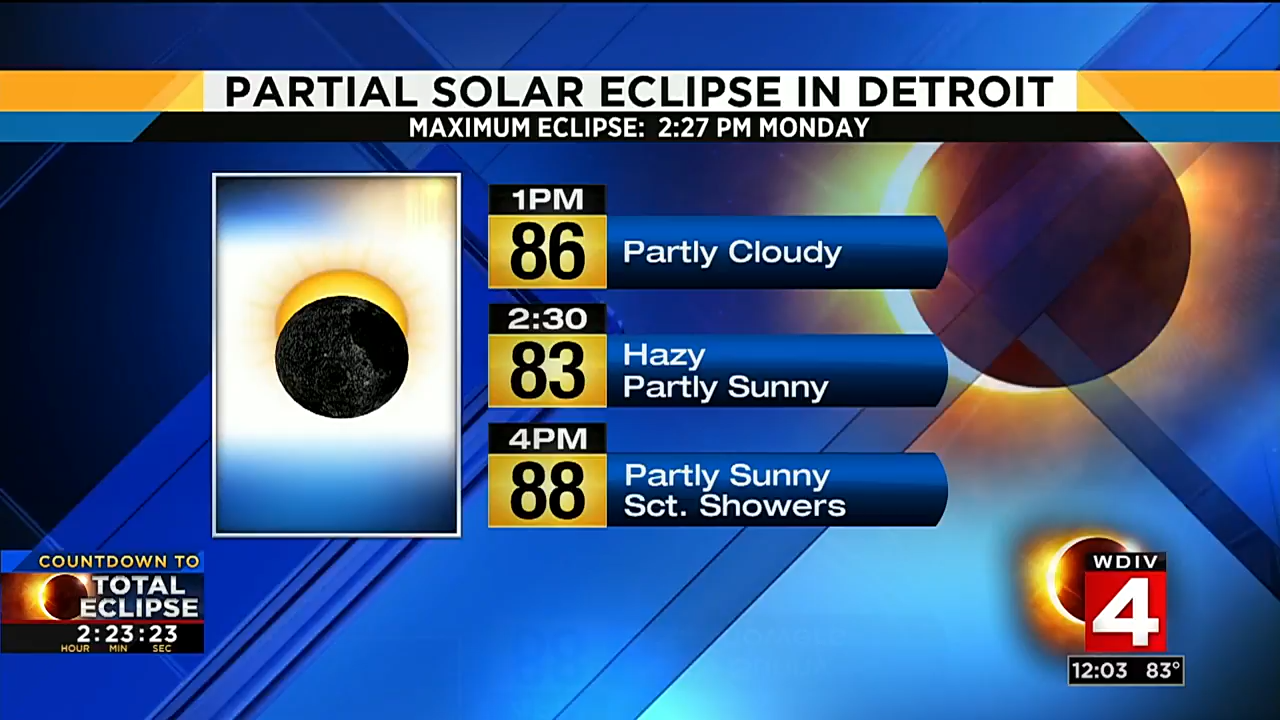 PARTIAL SOLAR ECLIPSE IN DETROIT
MAXIMUM ECLIPSE: 2:27 PM MONDAY
1PM
86
Partly Cloudy
2:30
83
Hazy
Partly Sunny
4PM
88
Partly Sunny
Sct. Showers
COUNTDOWN TO
TOTAL
ECLIPSE
2:23:23
HOUR MIN SEC
WDIV
4
12:03 83°